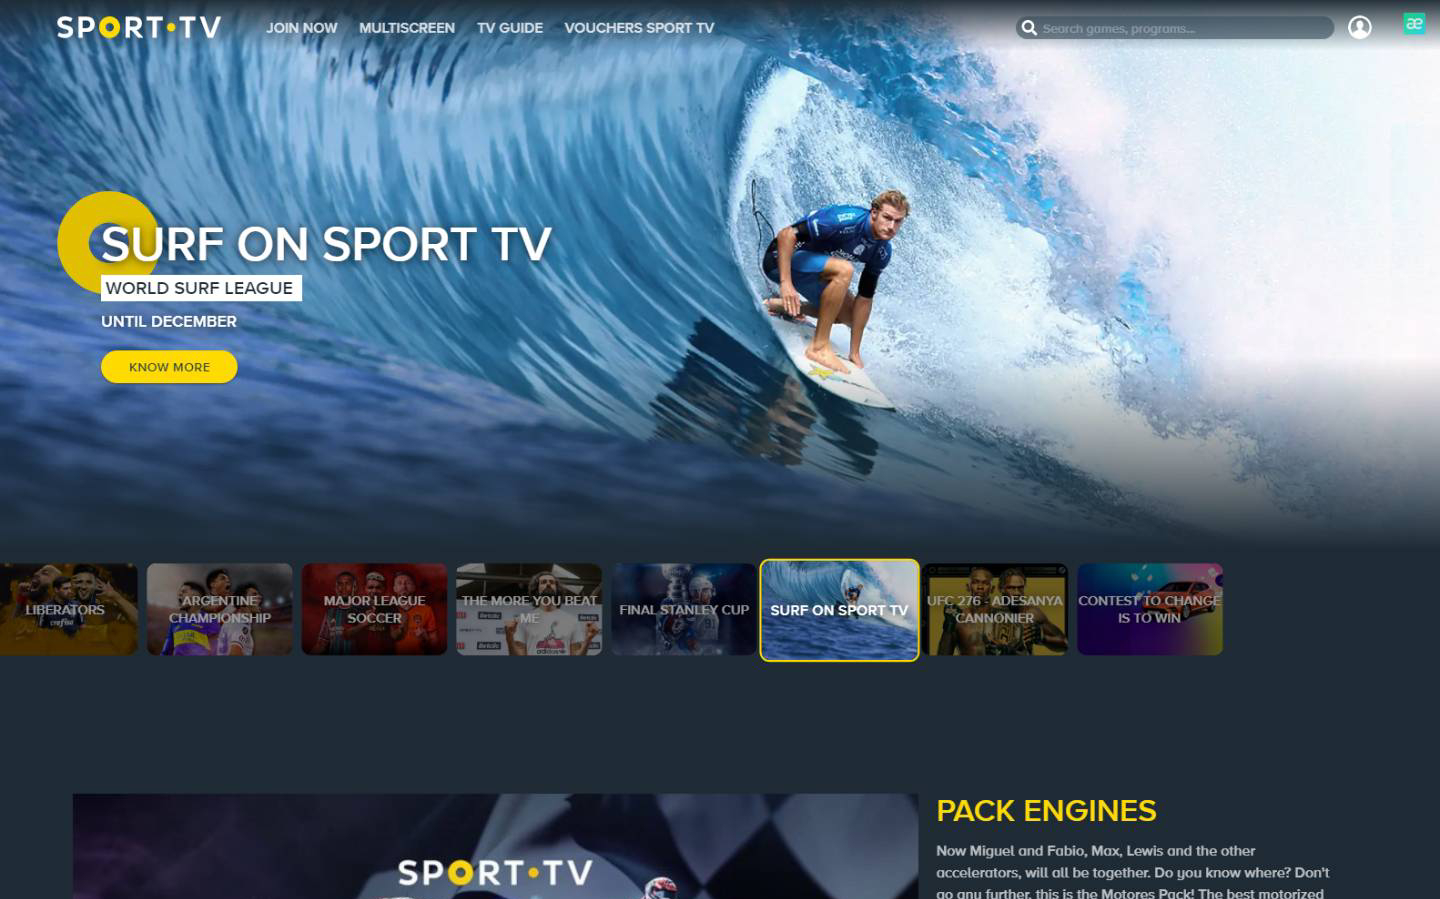 SPORT•TV
JOIN NOW
MULTISCREEN
TV GUIDE
VOUCHERS SPORT TV
Search games, programs...
æ
SURF ON SPORT TV
WORLD SURF LEAGUE
UNTIL DECEMBER
KNOW MORE
LIBERATORS
ARGENTINE
CHAMPIONSHIP
MAJOR LEAGUE
SOCCER
THE MORE YOU BEAT
ME
FINAL STANLEY CUP
SURF ON SPORT TV
UFC 276 - ADESANYA
CANNONIER
CONTEST TO CHANGE
IS TO WIN
SPORT•TV
PACK ENGINES
Now Miguel and Fabio, Max, Lewis and the other
accelerators, will all be together. Do you know where? Don't
go any further, this is the Motores Pack! The best motorized